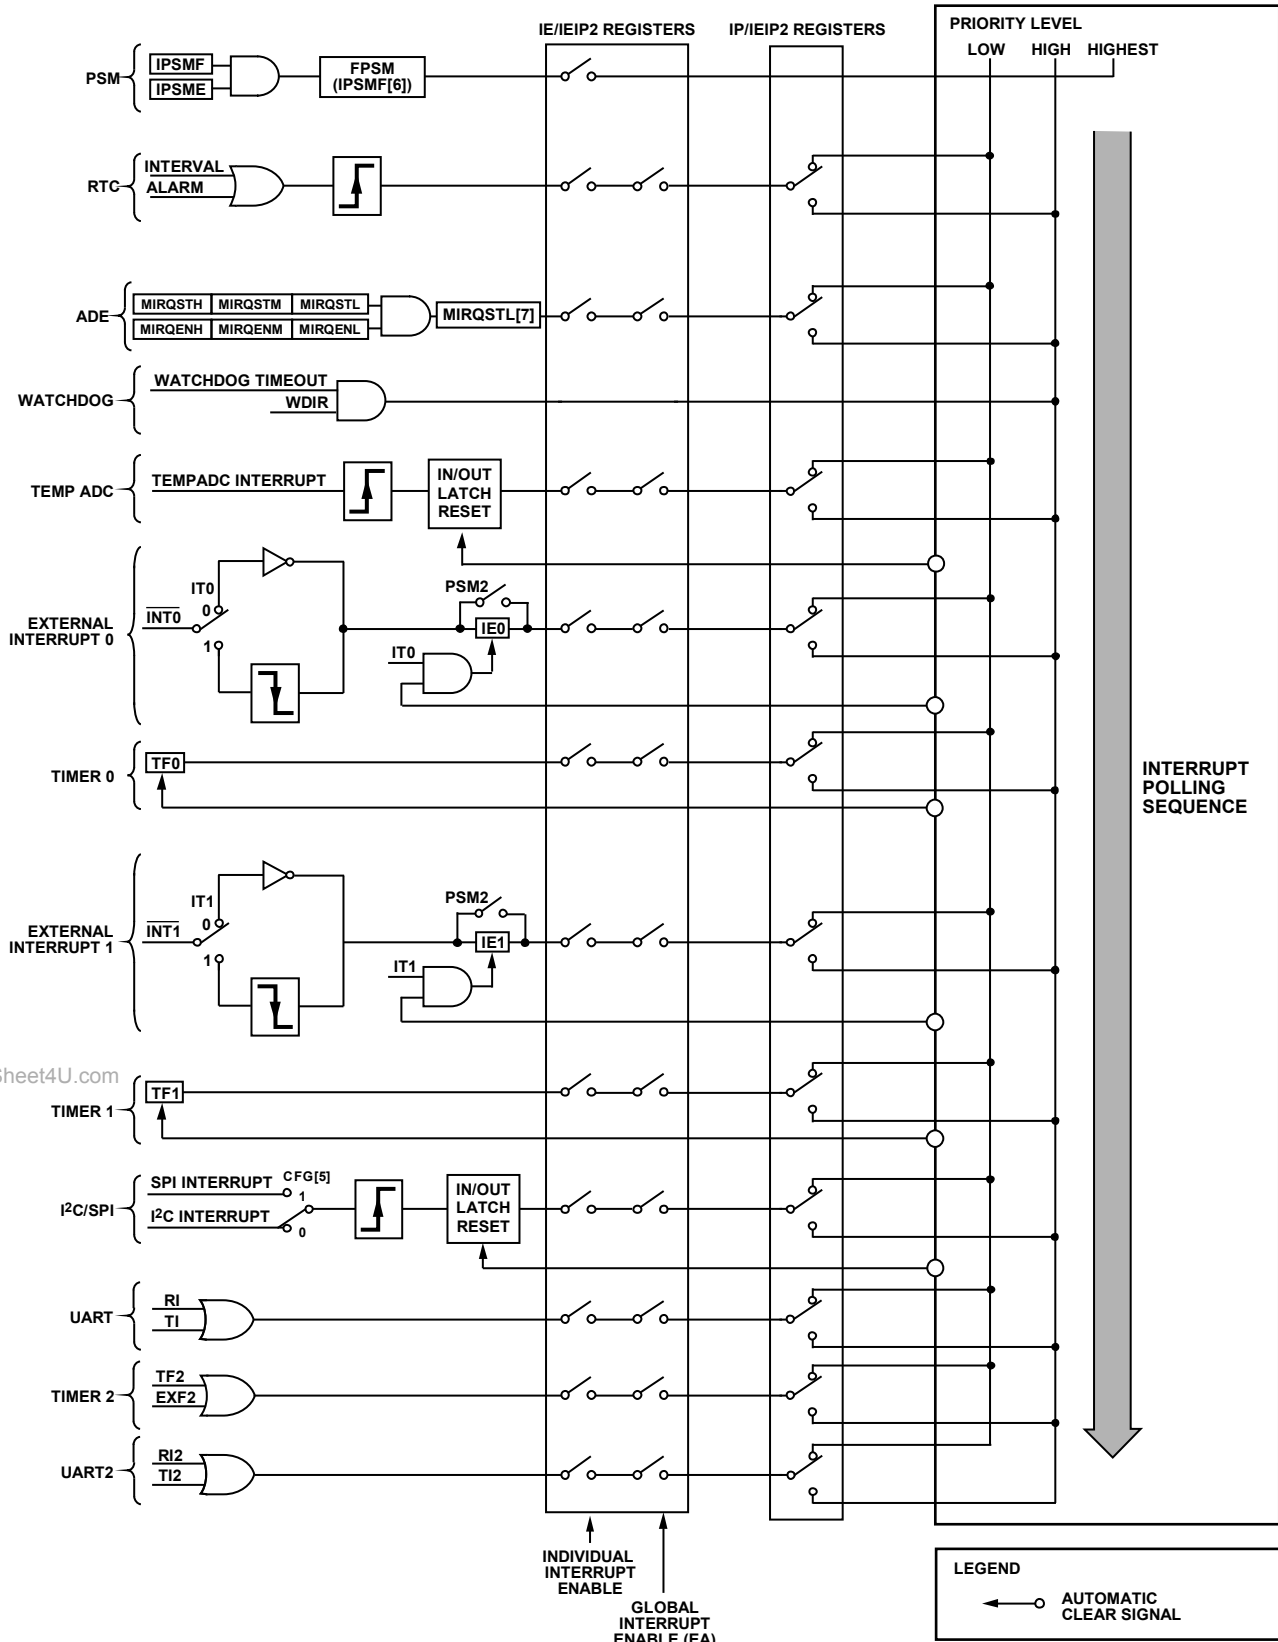 IE/IEIP2 REGISTERS
IP/IEIP2 REGISTERS
PRIORITY LEVEL
LOW HIGH HIGHEST
PSM
IPSMF
IPSME
FPSM
(IPSMF[6])
RTC
INTERVAL
ALARM
ADE
MIRQSTH MIRQSTM MIRQSTL
MIRQENH MIRQENM MIRQENL
MIRQSTL[7]
WATCHDOG
WATCHDOG TIMEOUT
WDIR
TEMP ADC
TEMPADC INTERRUPT
IN/OUT
LATCH
RESET
EXTERNAL
INTERRUPT 0
INT0
IT0
0
1
PSM2
IE0
IT0
TIMER 0
TF0
INTERRUPT
POLLING
SEQUENCE
EXTERNAL
INTERRUPT 1
INT1
IT1
0
1
PSM2
IE1
IT1
Sheet4U.com
TIMER 1
TF1
I2C/SPI
SPI INTERRUPT
I2C INTERRUPT
CFG[5]
1
0
IN/OUT
LATCH
RESET
UART
RI
TI
TIMER 2
TF2
EXF2
UART2
RI2
TI2
INDIVIDUAL
INTERRUPT
ENABLE
GLOBAL
INTERRUPT
ENABLE (EA)
LEGEND
AUTOMATIC
CLEAR SIGNAL